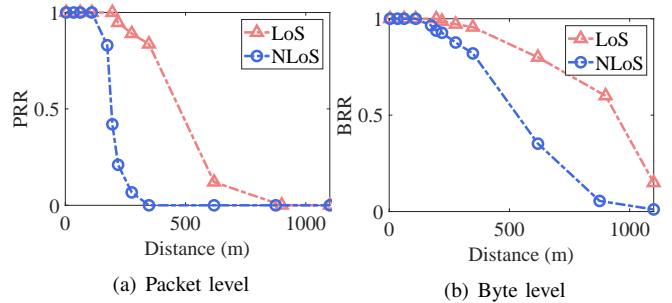 1
0.5
0
PRR
0
500
1000
Distance (m)
LoS
NLoS
(a) Packet level
1
0.5
0
BRR
0
500
1000
Distance (m)
LoS
NLoS
(b) Byte level